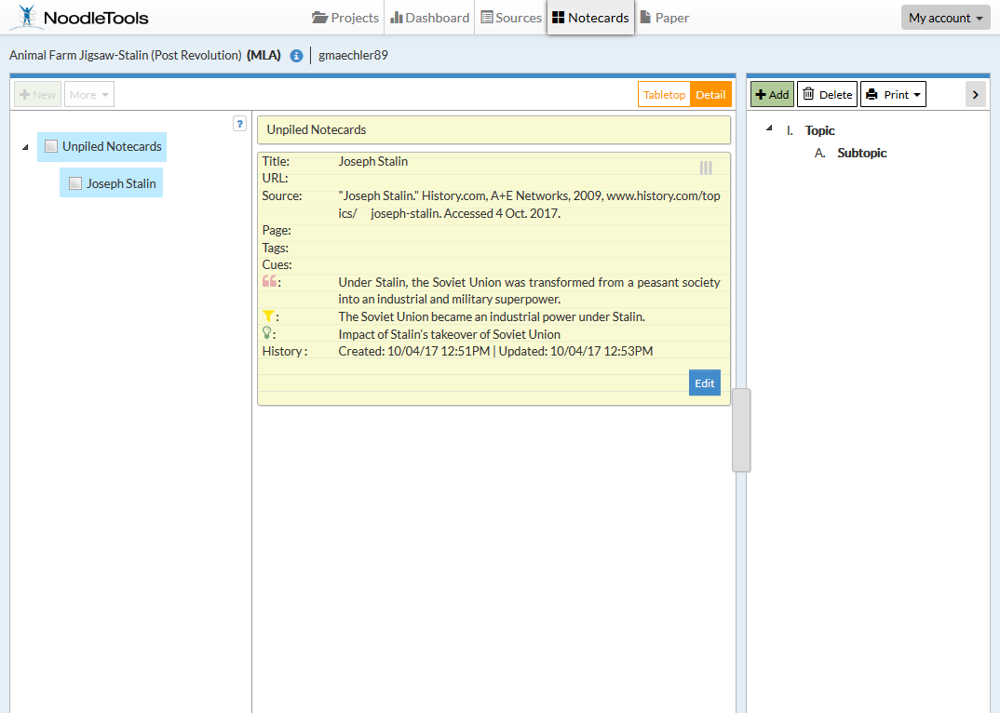 NoodleTools
Projects Dashboard Sources Notecards Paper
My account
Animal Farm Jigsaw-Stalin (Post Revolution) (MLA) i gmaechler89
+ New More
Tabletop Detail
+ Add Delete Print >
?
Unpiled Notecards
Joseph Stalin
Unpiled Notecards
Title: Joseph Stalin
URL:
Source: "Joseph Stalin." History.com, A+E Networks, 2009, www.history.com/top
ics/ joseph-stalin. Accessed 4 Oct. 2017.
Page:
Tags:
Cues:
: Under Stalin, the Soviet Union was transformed from a peasant society
into an industrial and military superpower.
: The Soviet Union became an industrial power under Stalin.
: Impact of Stalin's takeover of Soviet Union
History : Created: 10/04/17 12:51PM | Updated: 10/04/17 12:53PM
Edit
I. Topic
A. Subtopic